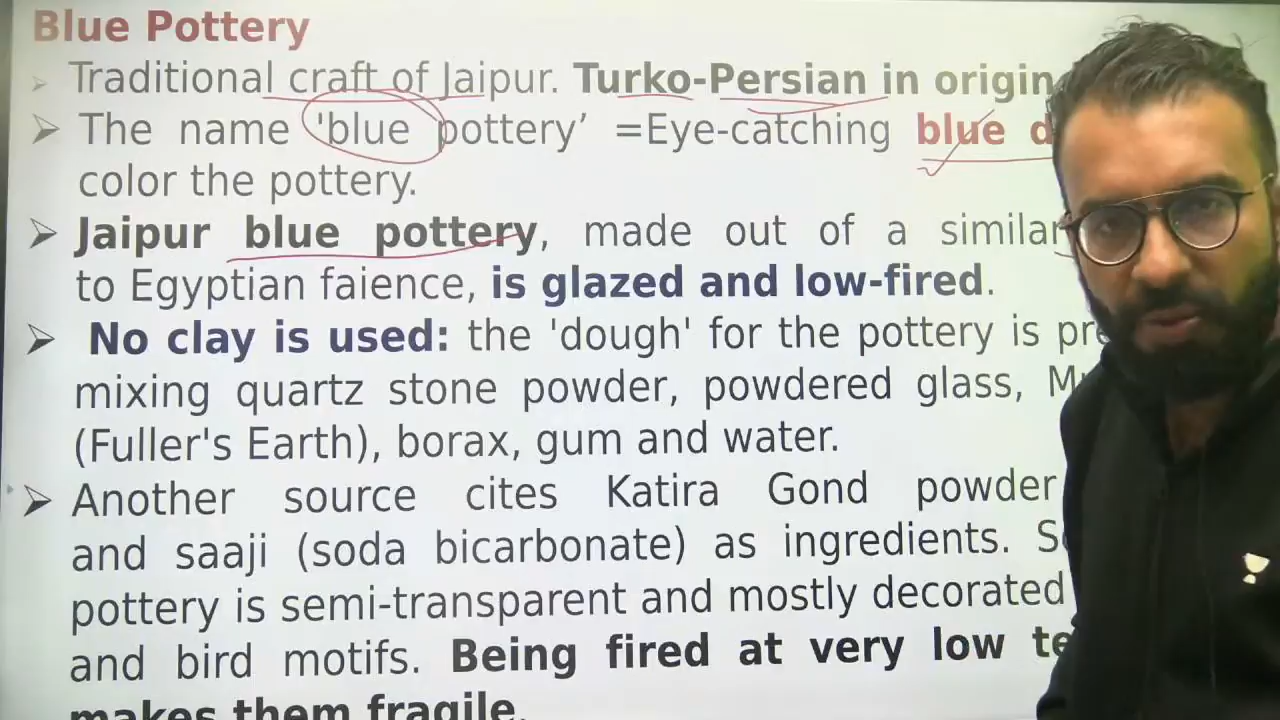 Blue Pottery
➢ Traditional craft of Jaipur. Turko-Persian in origin
➢ The name 'blue pottery’ =Eye-catching blue
color the pottery.
➢ Jaipur blue pottery, made out of a similar
to Egyptian faience, is glazed and low-fired.
➢ No clay is used: the 'dough' for the pottery is
mixing quartz stone powder, powdered glass,
(Fuller's Earth), borax, gum and water.
➢ Another source cites Katira Gond powder
and saaji (soda bicarbonate) as ingredients.
pottery is semi-transparent and mostly decorated
and bird motifs. Being fired at very low
makes them fragile.